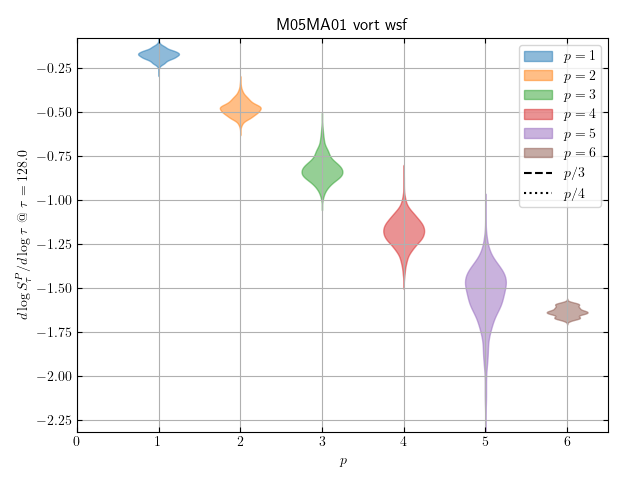 M05MA01 vort wsf
d log S_τ^P / d log τ @ τ = 128.0
−0.25
−0.50
−0.75
−1.00
−1.25
−1.50
−1.75
−2.00
−2.25
p = 1
p = 2
p = 3
p = 4
p = 5
p = 6
p/3
p/4
0 1 2 3 4 5 6
p